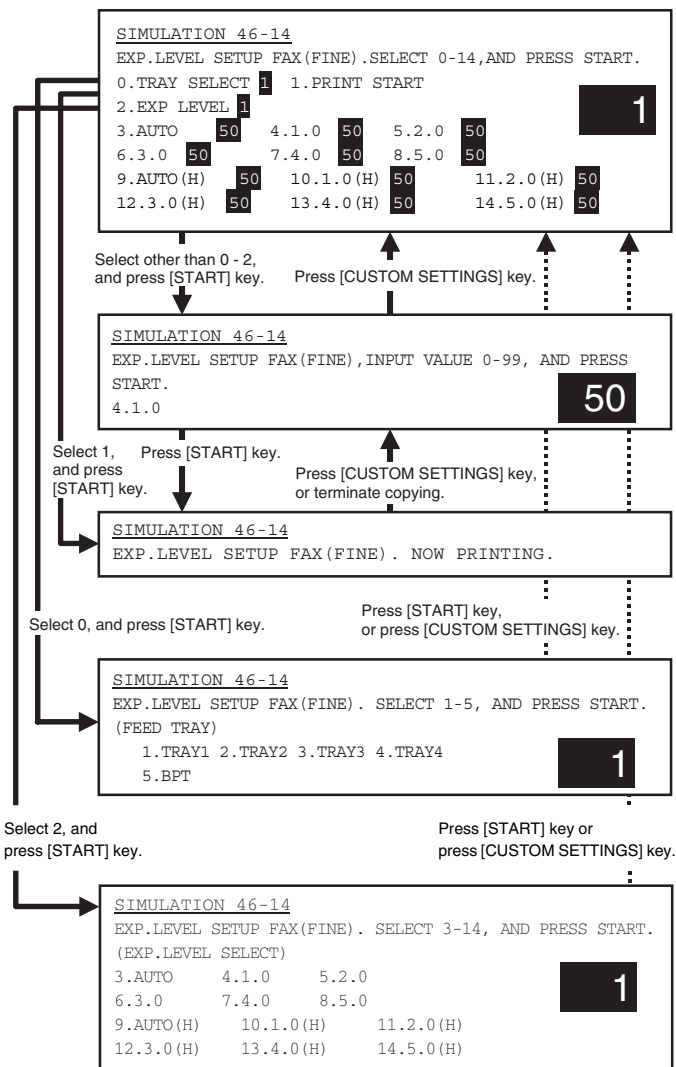 SIMULATION 46-14
EXP.LEVEL SETUP FAX(FINE).SELECT 0-14,AND PRESS START.
0.TRAY SELECT 1 1.PRINT START
2.EXP LEVEL 1
1
3.AUTO 50 4.1.0 50 5.2.0 50
6.3.0 50 7.4.0 50 8.5.0 50
9.AUTO(H) 50 10.1.0(H) 50 11.2.0(H) 50
12.3.0(H) 50 13.4.0(H) 50 14.5.0(H) 50
Select other than 0 - 2,
and press [START] key.
Press [CUSTOM SETTINGS] key.
SIMULATION 46-14
EXP.LEVEL SETUP FAX(FINE),INPUT VALUE 0-99, AND PRESS
START.
4.1.0
50
Select 1,
and press
[START] key.
Press [START] key.
Press [CUSTOM SETTINGS] key,
or terminate copying.
SIMULATION 46-14
EXP.LEVEL SETUP FAX(FINE). NOW PRINTING.
Select 0, and press [START] key.
Press [START] key,
or press [CUSTOM SETTINGS] key.
SIMULATION 46-14
EXP.LEVEL SETUP FAX(FINE). SELECT 1-5, AND PRESS START.
(FEED TRAY)
1.TRAY1 2.TRAY2 3.TRAY3 4.TRAY4
5.BPT
1
Select 2, and
press [START] key.
Press [START] key or
press [CUSTOM SETTINGS] key.
SIMULATION 46-14
EXP.LEVEL SETUP FAX(FINE). SELECT 3-14, AND PRESS START.
(EXP.LEVEL SELECT)
3.AUTO 4.1.0 5.2.0
6.3.0 7.4.0 8.5.0
1
9.AUTO(H) 10.1.0(H) 11.2.0(H)
12.3.0(H) 13.4.0(H) 14.5.0(H)